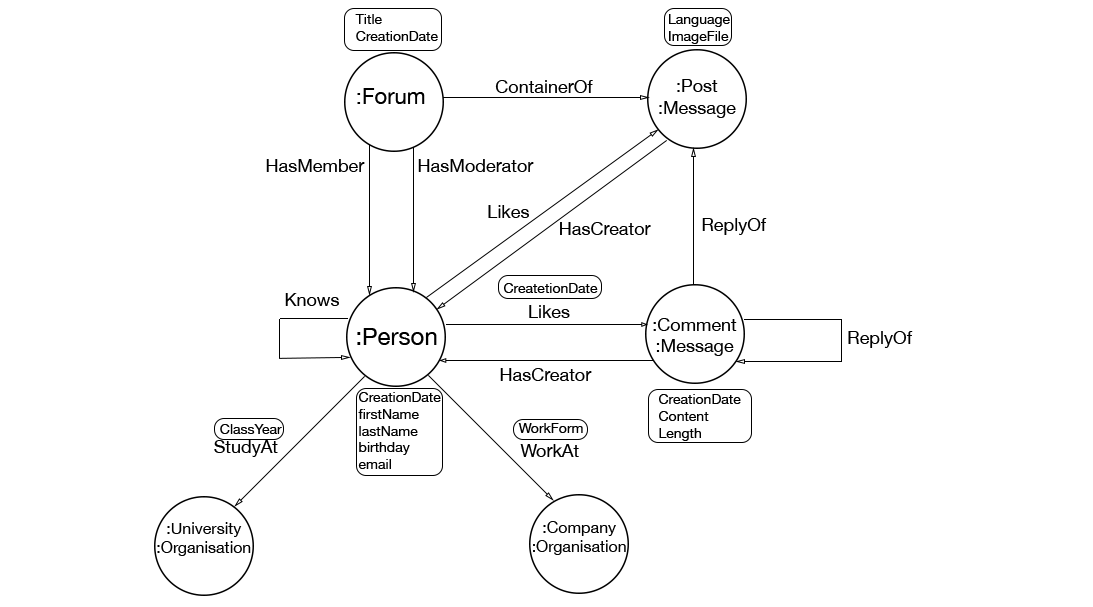 Title
CreationDate
Language
ImageFile
:Forum
ContainerOf
:Post
:Message
HasMember
HasModerator
Likes
HasCreator
ReplyOf
Knows
CreatetionDate
Likes
:Person
:Comment
:Message
ReplyOf
HasCreator
CreationDate
firstName
lastName
birthday
email
CreationDate
Content
Length
ClassYear
StudyAt
WorkForm
WorkAt
:University
:Organisation
:Company
:Organisation